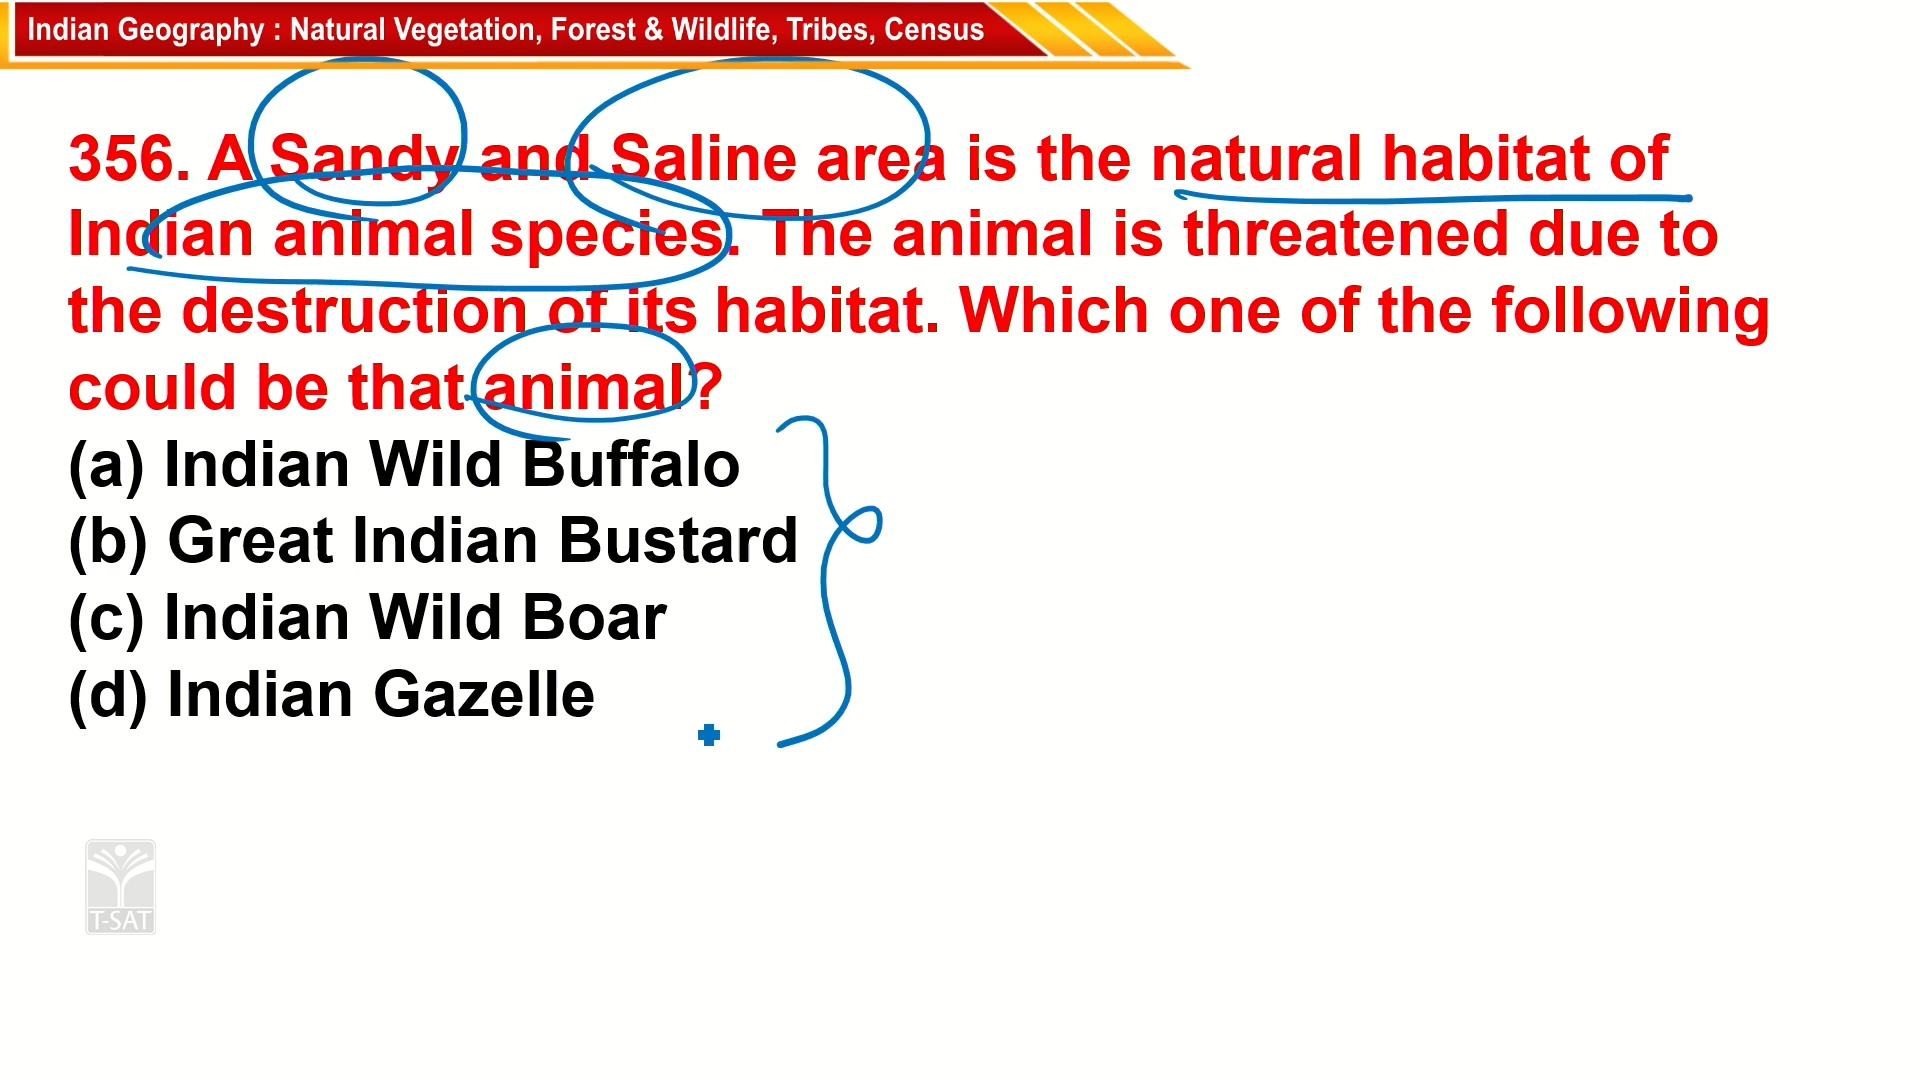 Indian Geography : Natural Vegetation, Forest & Wildlife, Tribes, Census
356. A Sandy and Saline area is the natural habitat of
Indian animal species. The animal is threatened due to
the destruction of its habitat. Which one of the following
could be that animal?
(a) Indian Wild Buffalo
(b) Great Indian Bustard
(c) Indian Wild Boar
(d) Indian Gazelle
T-SAT